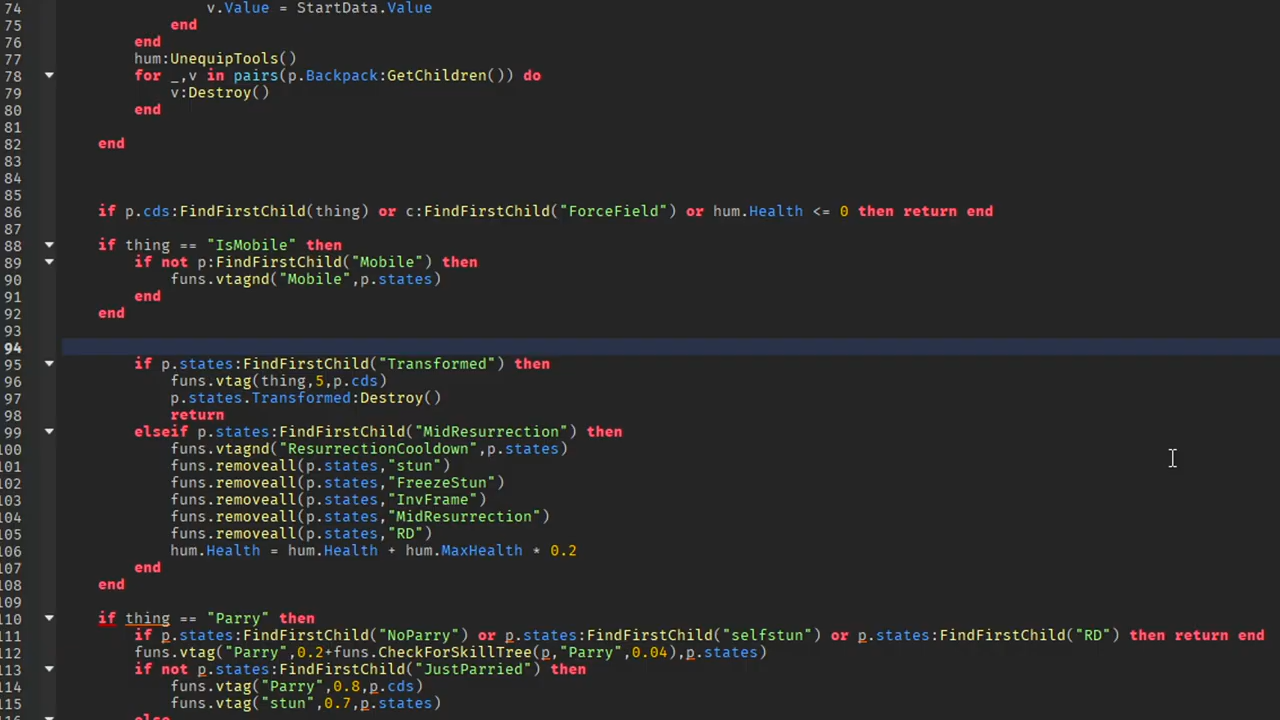 74 v.Value = StartData.Value
75 end
76 end
77 hum:UnequipTools()
78 for _,v in pairs(p.Backpack:GetChildren()) do
79 v:Destroy()
80 end
81
82 end
83
84
85
86 if p.cds:FindFirstChild(thing) or c:FindFirstChild("ForceField") or hum.Health <= 0 then return end
87
88 if thing == "IsMobile" then
89 if not p:FindFirstChild("Mobile") then
90 funs.vtagnd("Mobile",p.states)
91 end
92 end
93
94
95 if p.states:FindFirstChild("Transformed") then
96 funs.vtag(thing,5,p.cds)
97 p.states.Transformed:Destroy()
98 return
99 elseif p.states:FindFirstChild("MidResurrection") then
100 funs.vtagnd("ResurrectionCooldown",p.states)
101 funs.removeall(p.states,"stun")
102 funs.removeall(p.states,"FreezeStun")
103 funs.removeall(p.states,"InvFrame")
104 funs.removeall(p.states,"MidResurrection")
105 funs.removeall(p.states,"RD")
106 hum.Health = hum.Health + hum.MaxHealth * 0.2
107 end
108 end
109
110 if thing == "Parry" then
111 if p.states:FindFirstChild("NoParry") or p.states:FindFirstChild("selfstun") or p.states:FindFirstChild("RD") then return end
112 funs.vtag("Parry",0.2+funs.CheckForSkillTree(p,"Parry",0.04),p.states)
113 if not p.states:FindFirstChild("JustParried") then
114 funs.vtag("Parry",0.8,p.cds)
115 funs.vtag("stun",0.7,p.states)
116 else